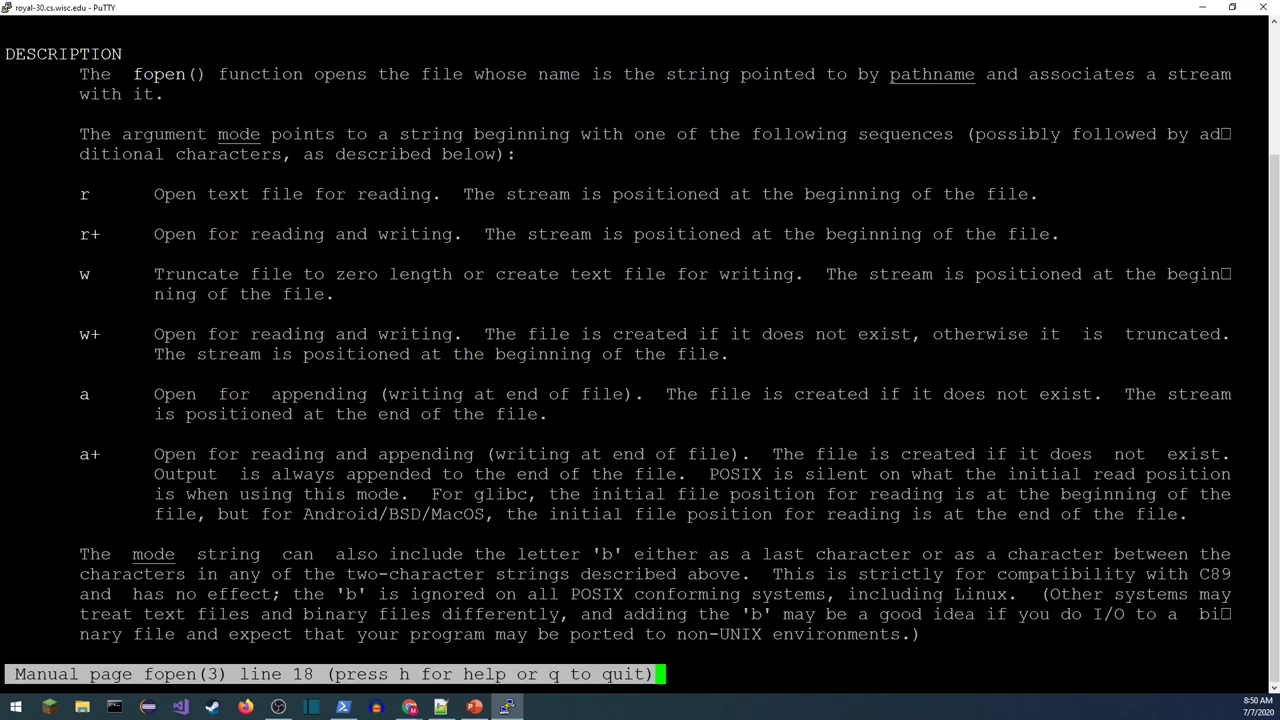 royal-30.cs.wisc.edu - PuTTY
DESCRIPTION
The fopen() function opens the file whose name is the string pointed to by pathname and associates a stream
with it.
The argument mode points to a string beginning with one of the following sequences (possibly followed by ad□
ditional characters, as described below):
r Open text file for reading. The stream is positioned at the beginning of the file.
r+ Open for reading and writing. The stream is positioned at the beginning of the file.
w Truncate file to zero length or create text file for writing. The stream is positioned at the begin□
ning of the file.
w+ Open for reading and writing. The file is created if it does not exist, otherwise it is truncated.
The stream is positioned at the beginning of the file.
a Open for appending (writing at end of file). The file is created if it does not exist. The stream
is positioned at the end of the file.
a+ Open for reading and appending (writing at end of file). The file is created if it does not exist.
Output is always appended to the end of the file. POSIX is silent on what the initial read position
is when using this mode. For glibc, the initial file position for reading is at the beginning of the
file, but for Android/BSD/MacOS, the initial file position for reading is at the end of the file.
The mode string can also include the letter 'b' either as a last character or as a character between the
characters in any of the two-character strings described above. This is strictly for compatibility with C89
and has no effect; the 'b' is ignored on all POSIX conforming systems, including Linux. (Other systems may
treat text files and binary files differently, and adding the 'b' may be a good idea if you do I/O to a bi□
nary file and expect that your program may be ported to non-UNIX environments.)
Manual page fopen(3) line 18 (press h for help or q to quit)
8:50 AM
7/7/2020